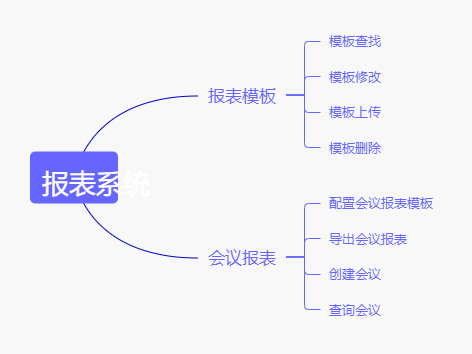 报表系统
报表模板
模板查找
模板修改
模板上传
模板删除
会议报表
配置会议报表模板
导出会议报表
创建会议
查询会议